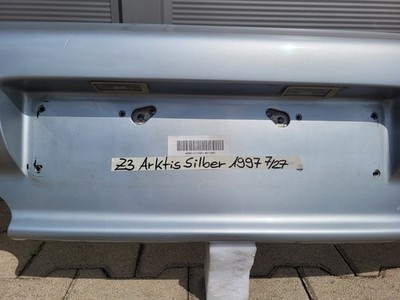 Z3 Arktis Silber 1997 7/27